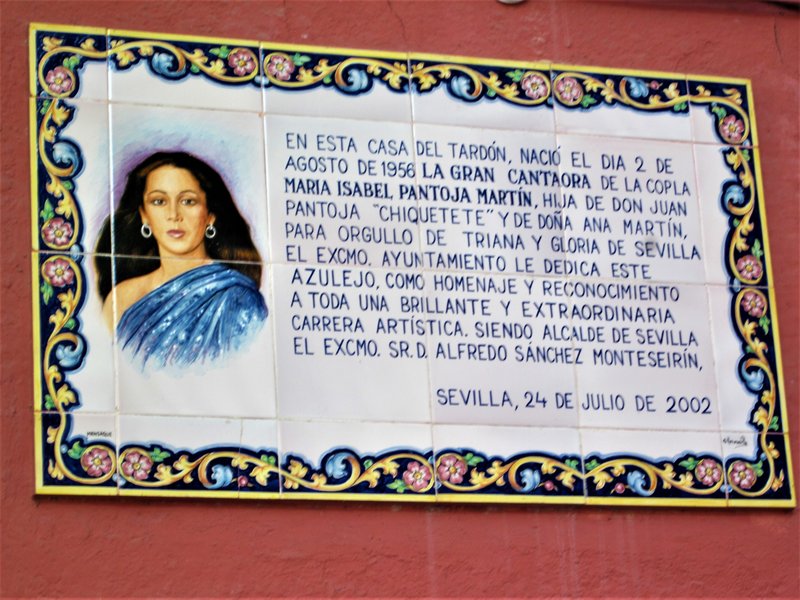 EN ESTA CASA DEL TARDÓN, NACIÓ EL DIA 2 DE
AGOSTO DE 1956 LA GRAN CANTAORA DE LA COPLA
MARIA ISABEL PANTOJA MARTÍN, HIJA DE DON JUAN
PANTOJA "CHIQUETETE" Y DE DOÑA ANA MARTÍN,
PARA ORGULLO DE TRIANA Y GLORIA DE SEVILLA
EL EXCMO. AYUNTAMIENTO LE DEDICA ESTE
AZULEJO, COMO HOMENAJE Y RECONOCIMIENTO
A TODA UNA BRILLANTE Y EXTRAORDINARIA
CARRERA ARTÍSTICA. SIENDO ALCALDE DE SEVILLA
EL EXCMO. SR. D. ALFREDO SÁNCHEZ MONTESEIRÍN,
SEVILLA, 24 DE JULIO DE 2002
MENSAQUE